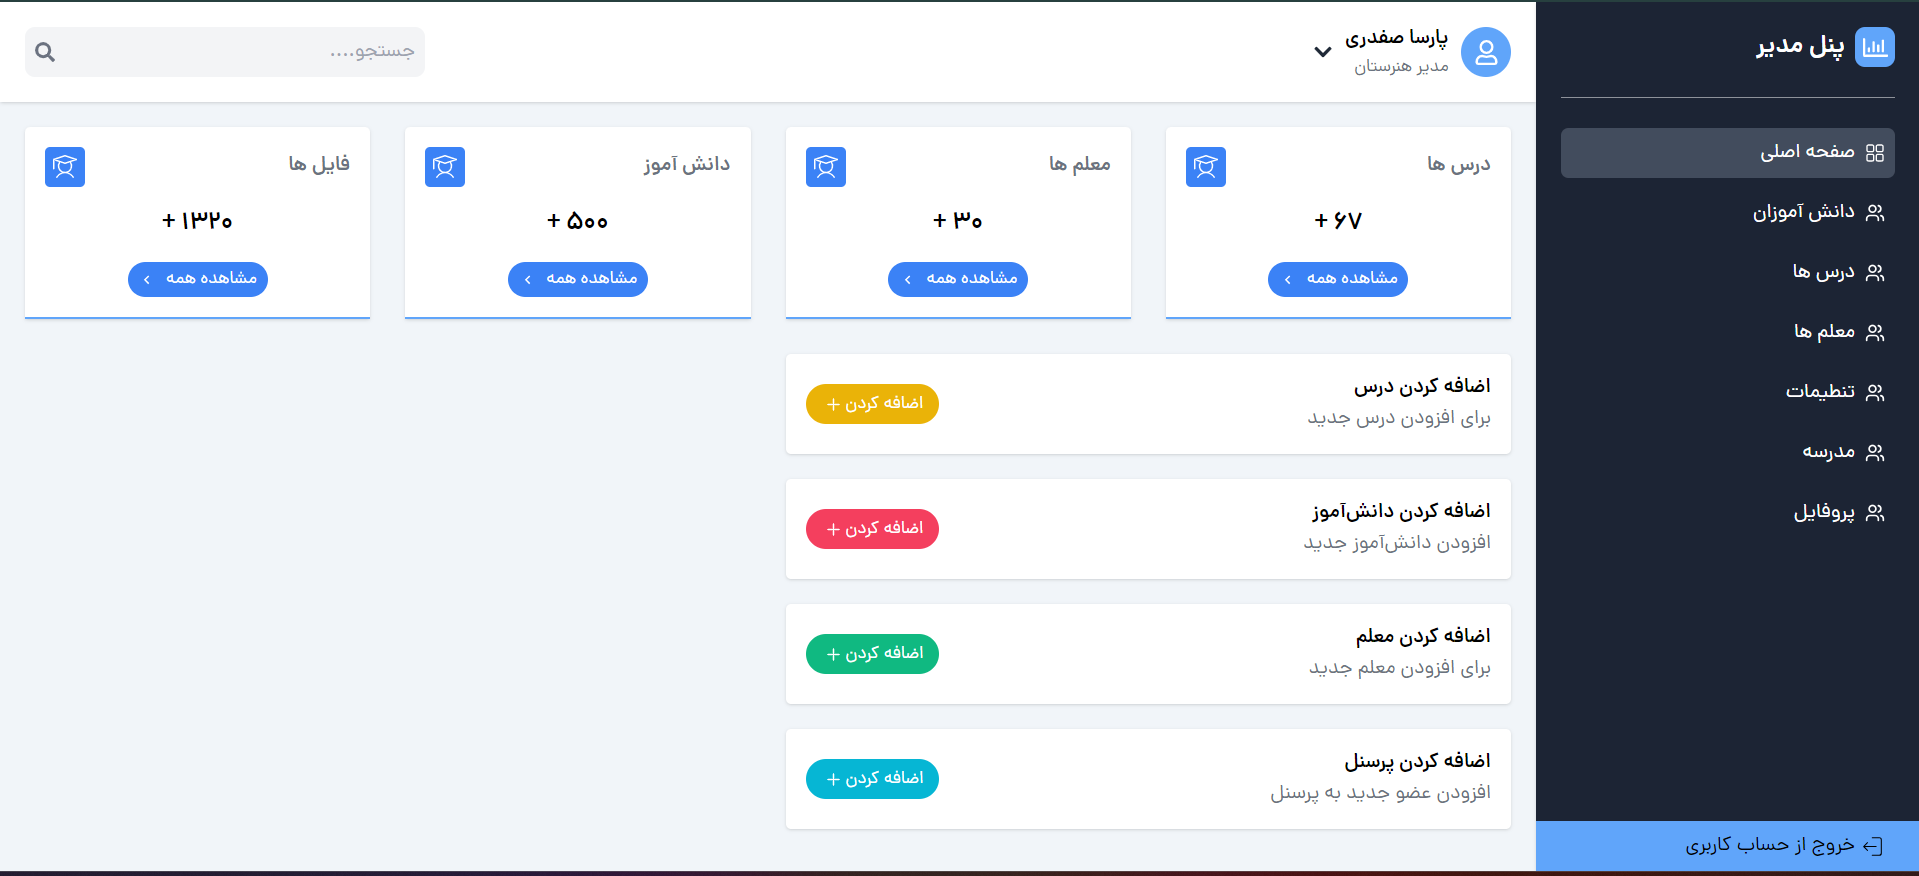 پنل مدیر
صفحه اصلی
دانش آموزان
درس ها
معلم ها
تنطیمات
مدرسه
پروفایل
خروج از حساب کاربری
پارسا صفدری
مدیر هنرستان
جستجو....
درس ها
۶۷ +
مشاهده همه
معلم ها
۳۰ +
مشاهده همه
دانش آموز
۵۰۰ +
مشاهده همه
فایل ها
۱۳۲۰ +
مشاهده همه
اضافه کردن درس
برای افزودن درس جدید
اضافه کردن +
اضافه کردن دانش‌آموز
افزودن دانش‌آموز جدید
اضافه کردن +
اضافه کردن معلم
برای افزودن معلم جدید
اضافه کردن +
اضافه کردن پرسنل
افزودن عضو جدید به پرسنل
اضافه کردن +